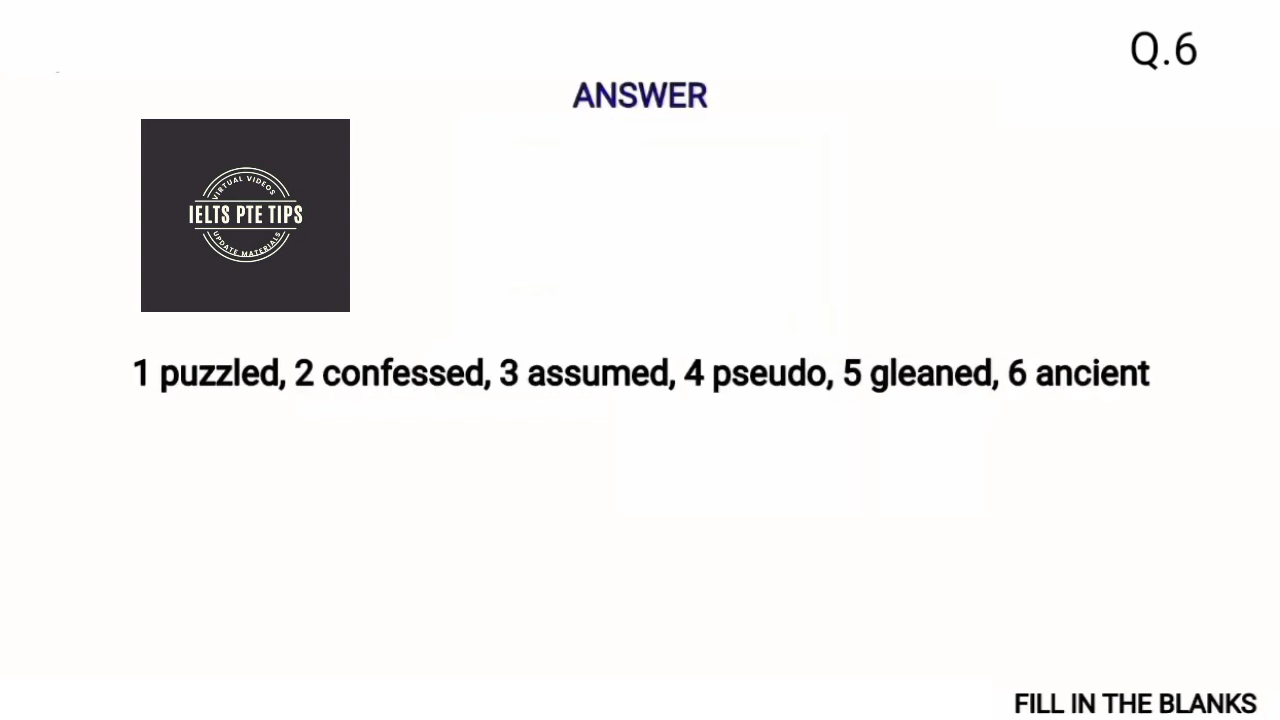 Q.6
ANSWER
VIRTUAL VIDEOS
IELTS PTE TIPS
UPDATE MATERIALS
1 puzzled, 2 confessed, 3 assumed, 4 pseudo, 5 gleaned, 6 ancient
FILL IN THE BLANKS